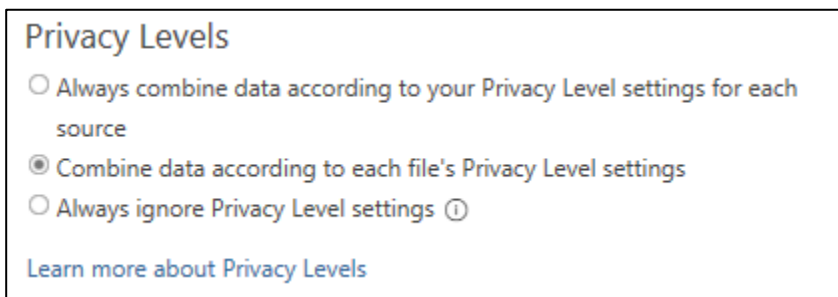 Privacy Levels
Always combine data according to your Privacy Level settings for each
source
Combine data according to each file's Privacy Level settings
Always ignore Privacy Level settings
Learn more about Privacy Levels